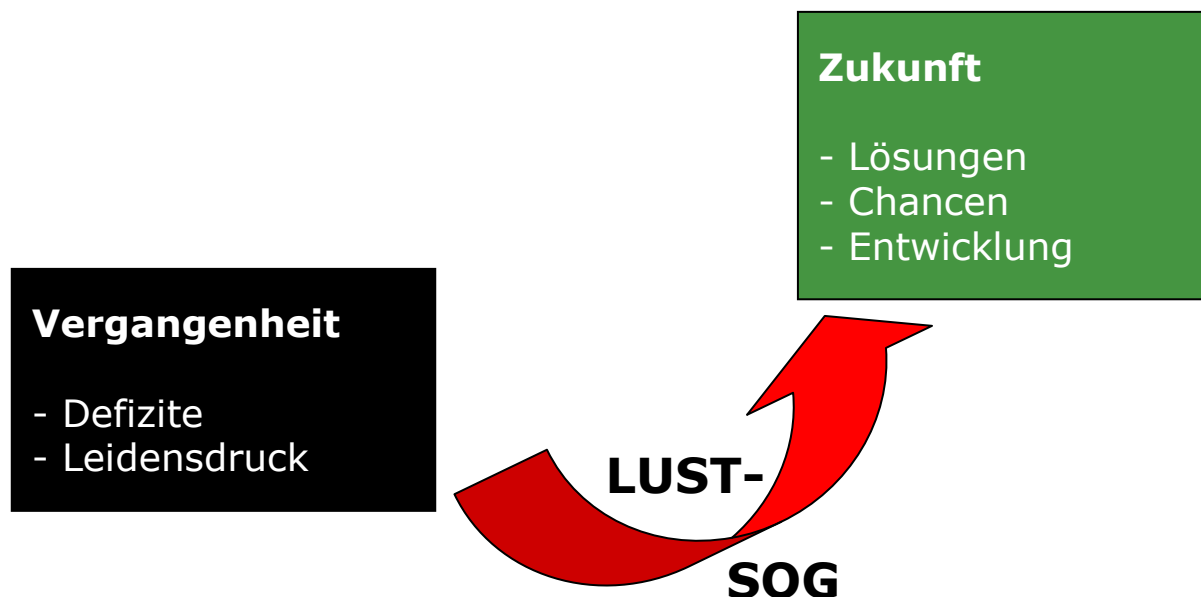 Zukunft
- Lösungen
- Chancen
- Entwicklung
Vergangenheit
- Defizite
- Leidensdruck
LUST-
SOG